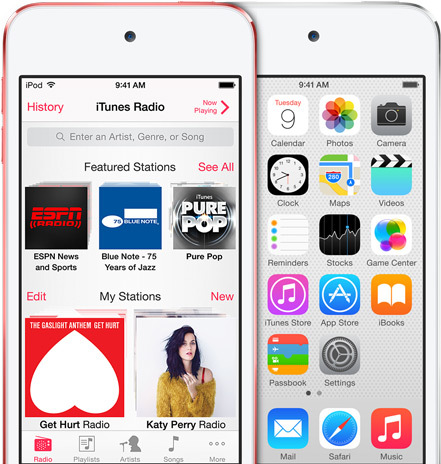 iPod 9:41 AM
History iTunes Radio Now Playing
Enter an Artist, Genre, or Song
Featured Stations See All
ESPN RADIO
75 BLUE NOTE
iTunes PURE POP
ESPN News and Sports
Blue Note - 75 Years of Jazz
Pure Pop
Edit My Stations New
THE GASLIGHT ANTHEM GET HURT
Get Hurt Radio Katy Perry Radio
Radio Playlists Artists Songs More
9:41 AM
Tuesday
9
Calendar Photos Camera
280
Clock Maps Videos
Reminders Stocks Game Center
iTunes Store App Store iBooks
Passbook Settings
Mail Safari Music